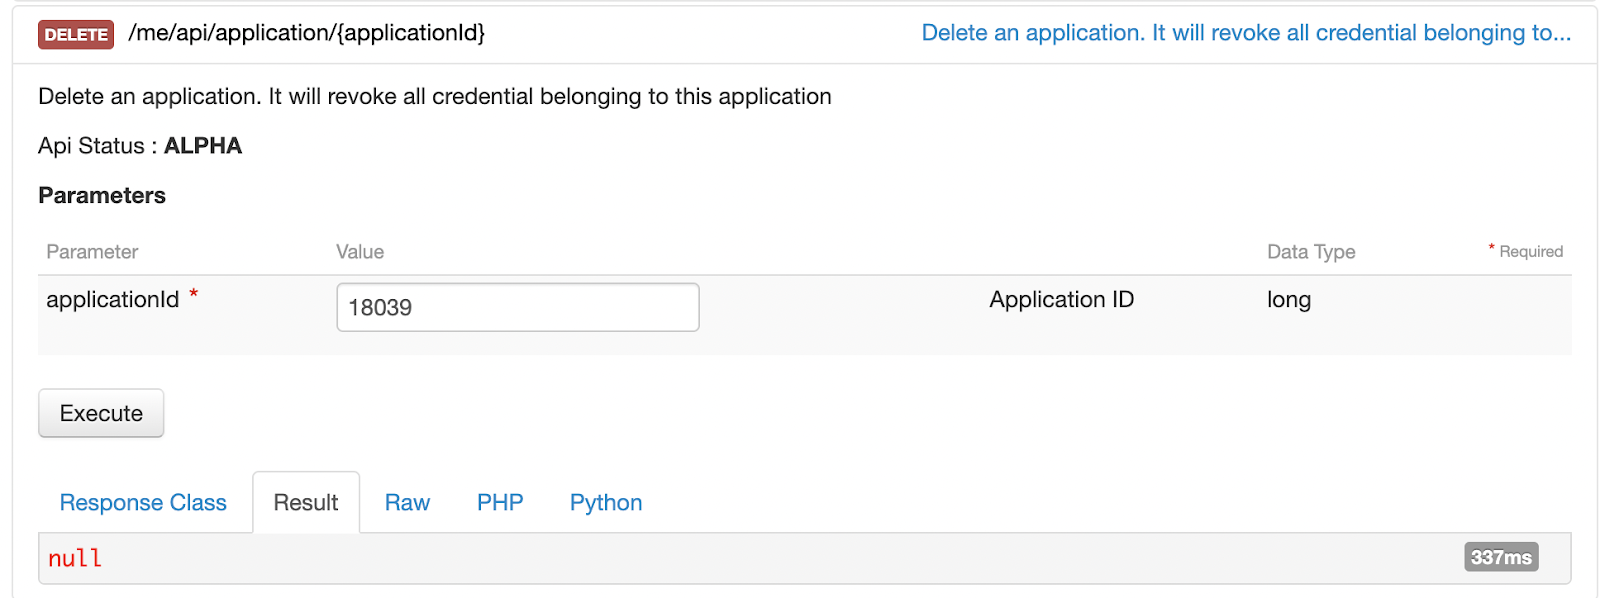 DELETE /me/api/application/{applicationId} Delete an application. It will revoke all credential belonging to...
Delete an application. It will revoke all credential belonging to this application
Api Status : ALPHA
Parameters
Parameter Value Data Type * Required
applicationId * 18039 Application ID long
Execute
Response Class Result Raw PHP Python
null 337ms